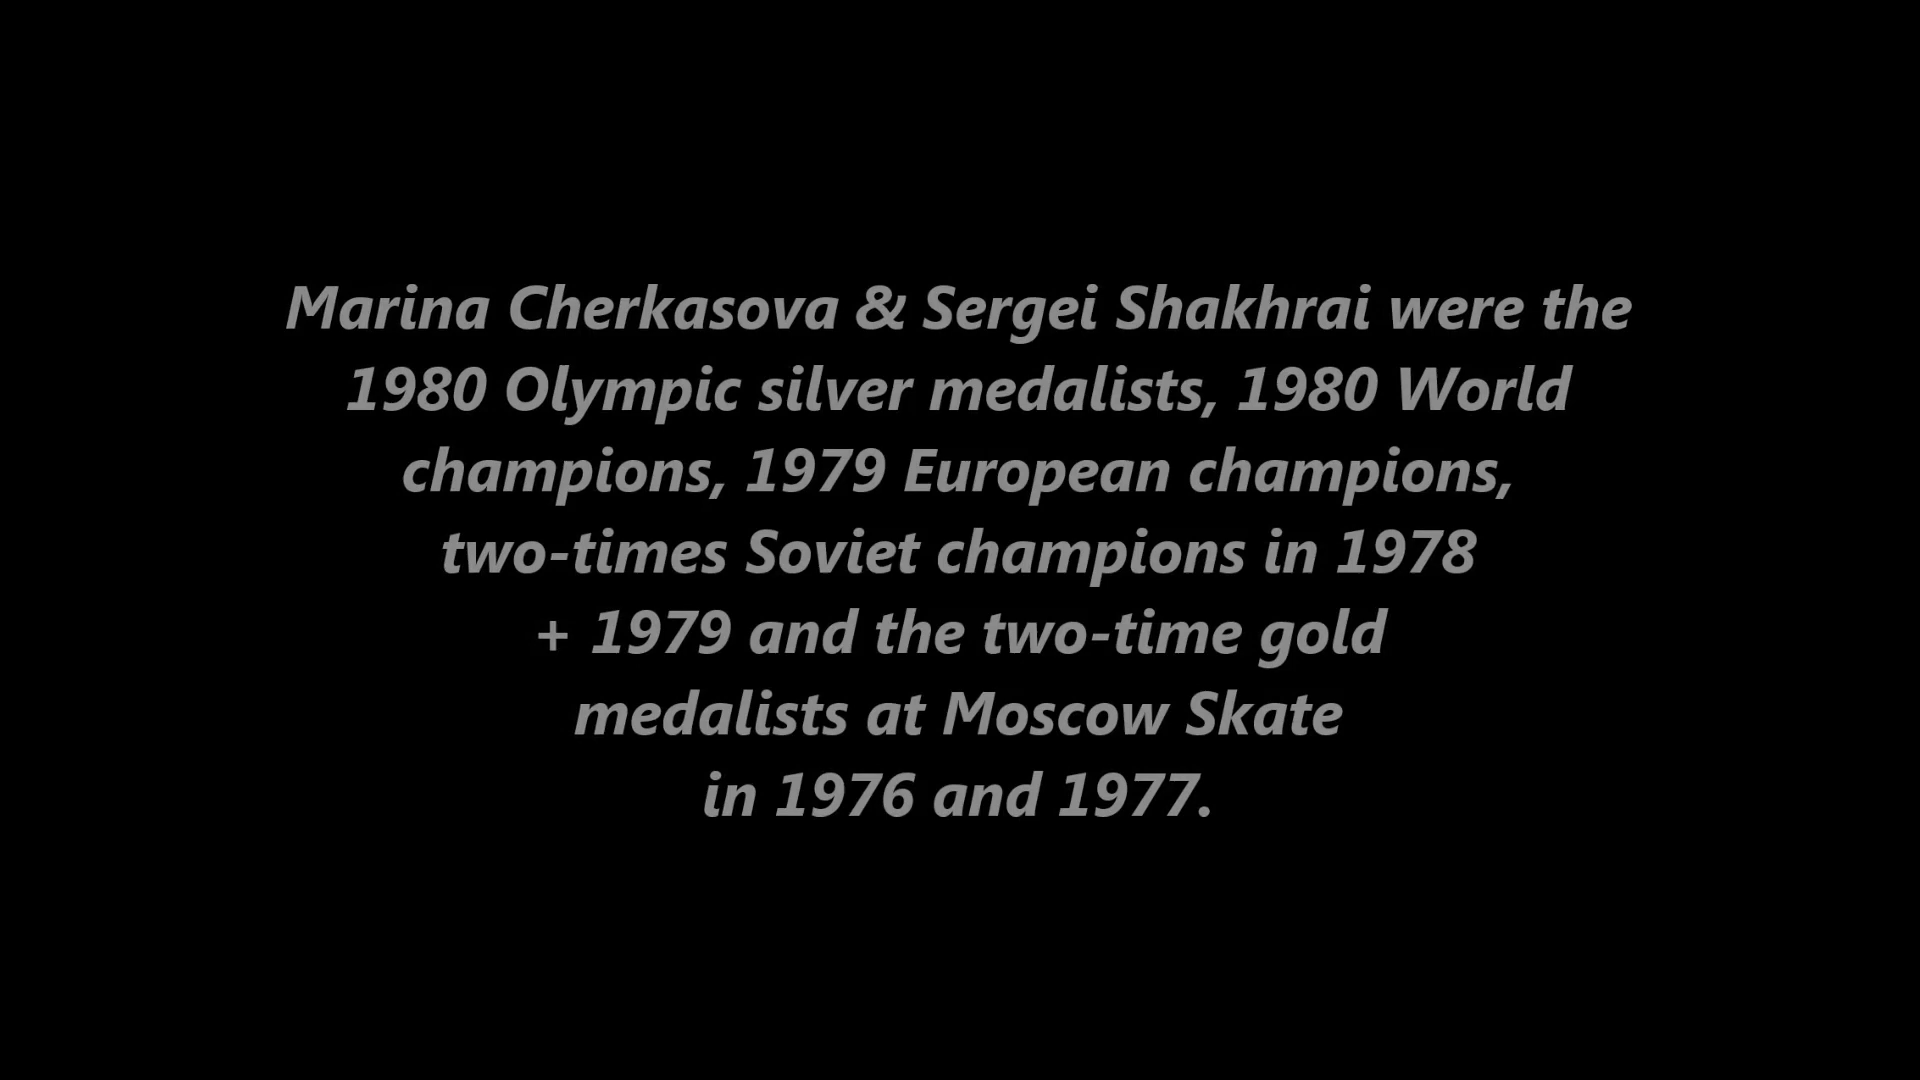 Marina Cherkasova & Sergei Shakhrai were the
1980 Olympic silver medalists, 1980 World
champions, 1979 European champions,
two-times Soviet champions in 1978
+ 1979 and the two-time gold
medalists at Moscow Skate
in 1976 and 1977.